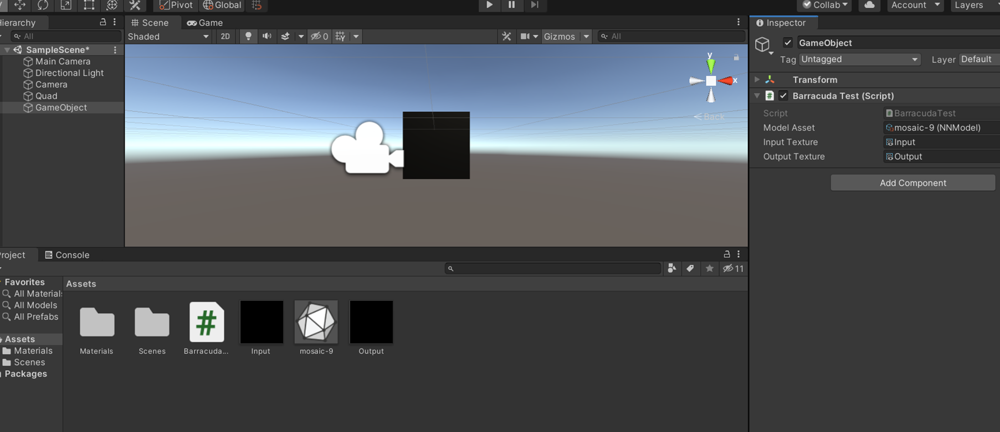 Pivot
Global
Collab
Account
Layers
Hierarchy
All
SampleScene*
Main Camera
Directional Light
Camera
Quad
GameObject
Scene
Game
Shaded
2D
0
Gizmos
All
y
x
Back
Inspector
GameObject
Tag Untagged
Layer Default
Transform
# Barracuda Test (Script)
Script BarracudaTest
Model Asset mosaic-9 (NNModel)
Input Texture Input
Output Texture Output
Add Component
Project
Console
11
Favorites
All Materials
All Models
All Prefabs
Assets
Materials
Scenes
Packages
Assets
#
Materials
Scenes
Barracuda...
Input
mosaic-9
Output